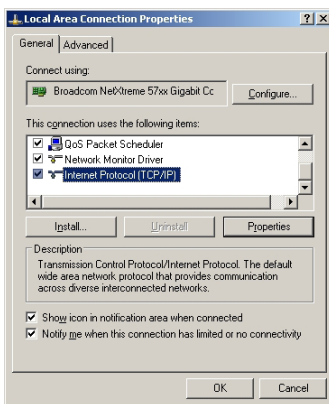 Local Area Connection Properties
General
Advanced
Connect using:
Broadcom NetXtreme 57xx Gigabit Cc
Configure...
This connection uses the following items:
QoS Packet Scheduler
Network Monitor Driver
Internet Protocol (TCP/IP)
Install...
Uninstall
Properties
Description
Transmission Control Protocol/Internet Protocol. The default
wide area network protocol that provides communication
across diverse interconnected networks.
Show icon in notification area when connected
Notify me when this connection has limited or no connectivity
OK
Cancel